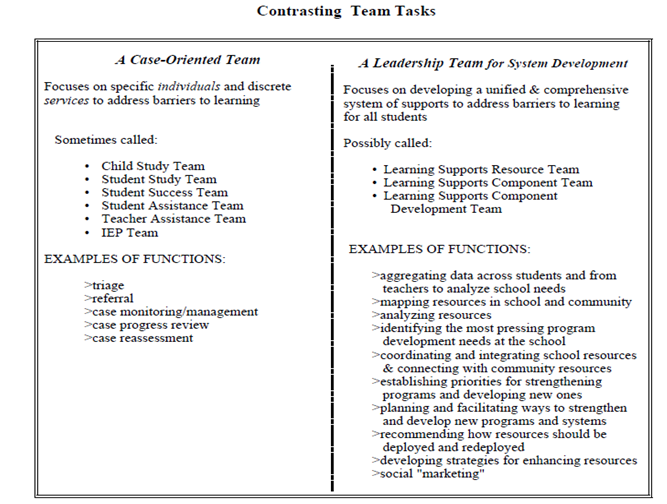 Contrasting Team Tasks
A Case-Oriented Team
Focuses on specific individuals and discrete
services to address barriers to learning
Sometimes called:
• Child Study Team
• Student Study Team
• Student Success Team
• Student Assistance Team
• Teacher Assistance Team
• IEP Team
EXAMPLES OF FUNCTIONS:
>triage
>referral
>case monitoring/management
>case progress review
>case reassessment
A Leadership Team for System Development
Focuses on developing a unified & comprehensive
system of supports to address barriers to learning
for all students
Possibly called:
• Learning Supports Resource Team
• Learning Supports Component Team
• Learning Supports Component
Development Team
EXAMPLES OF FUNCTIONS:
>aggregating data across students and from
teachers to analyze school needs
>mapping resources in school and community
>analyzing resources
>identifying the most pressing program
development needs at the school
>coordinating and integrating school resources
& connecting with community resources
>establishing priorities for strengthening
programs and developing new ones
>planning and facilitating ways to strengthen
and develop new programs and systems
>recommending how resources should be
deployed and redeployed
>developing strategies for enhancing resources
>social "marketing"